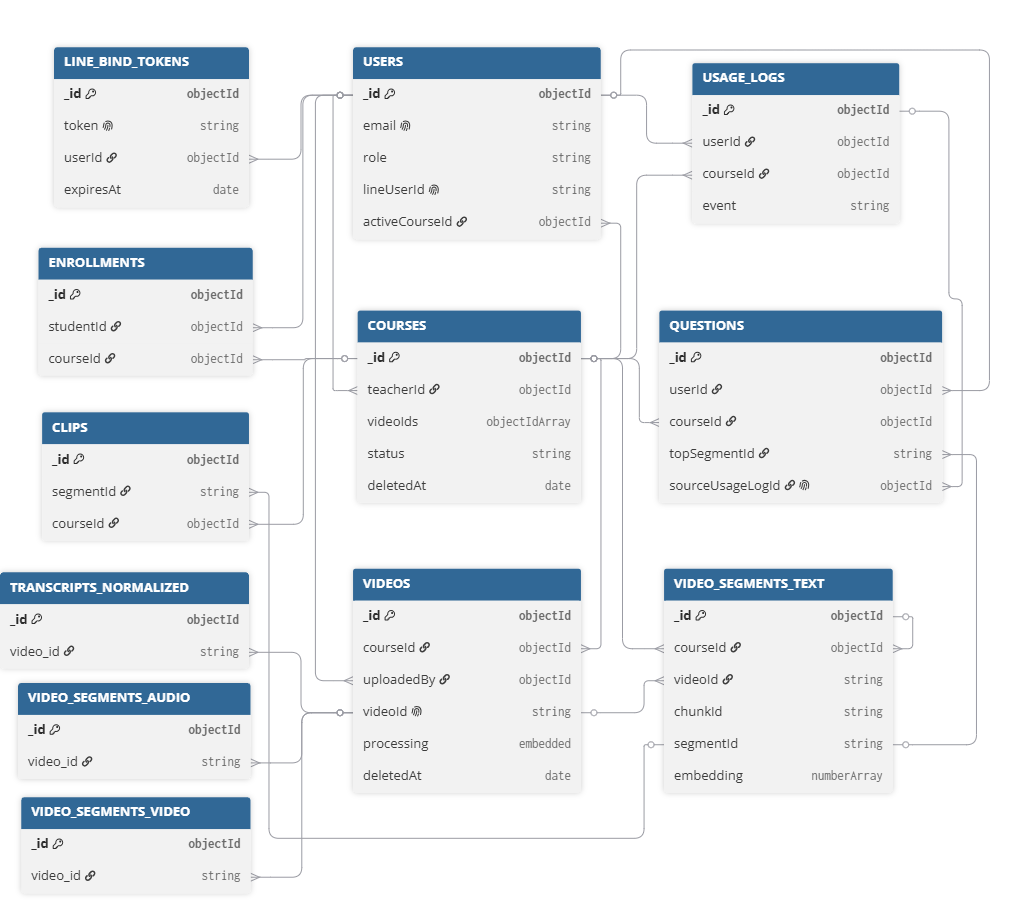 LINE_BIND_TOKENS
_id objectId
token string
userId objectId
expiresAt date
USERS
_id objectId
email string
role string
lineUserId string
activeCourseId objectId
USAGE_LOGS
_id objectId
userId objectId
courseId objectId
event string
ENROLLMENTS
_id objectId
studentId objectId
courseId objectId
COURSES
_id objectId
teacherId objectId
videoIds objectIdArray
status string
deletedAt date
QUESTIONS
_id objectId
userId objectId
courseId objectId
topSegmentId string
sourceUsageLogId objectId
CLIPS
_id objectId
segmentId string
courseId objectId
TRANSCRIPTS_NORMALIZED
_id objectId
video_id string
VIDEOS
_id objectId
courseId objectId
uploadedBy objectId
videoId string
processing embedded
deletedAt date
VIDEO_SEGMENTS_TEXT
_id objectId
courseId objectId
videoId string
chunkId string
segmentId string
embedding numberArray
VIDEO_SEGMENTS_AUDIO
_id objectId
video_id string
VIDEO_SEGMENTS_VIDEO
_id objectId
video_id string